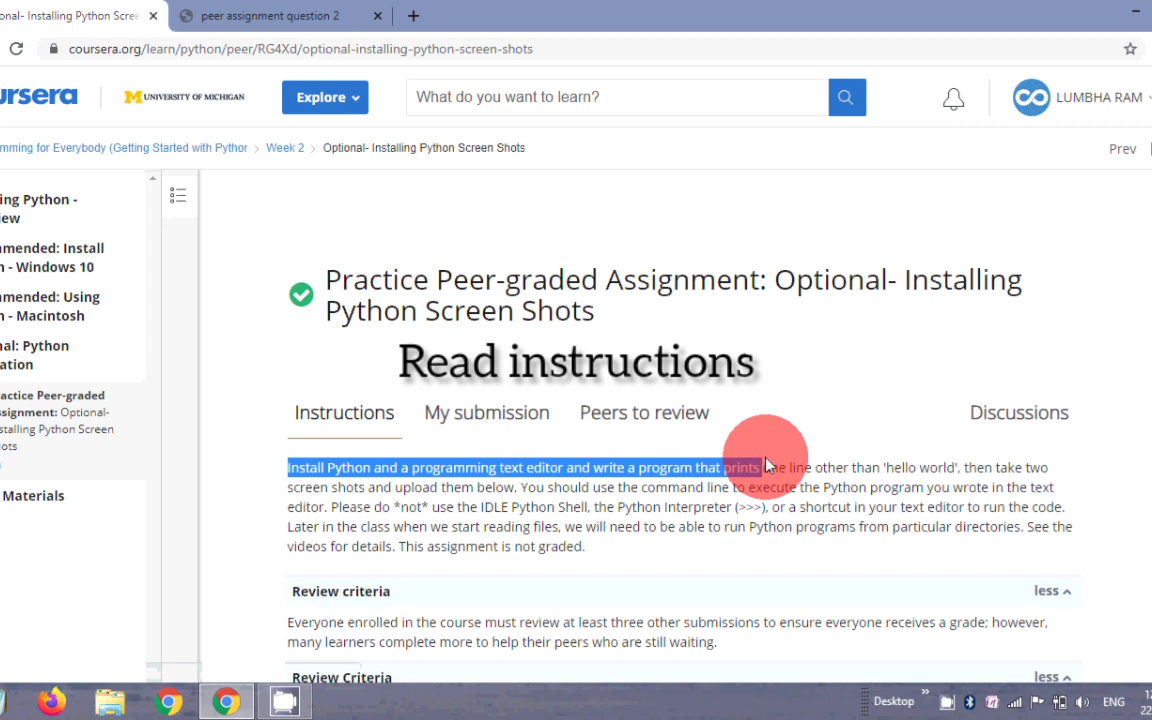 onal- Installing Python Scree
peer assignment question 2
coursera.org/learn/python/peer/RG4Xd/optional-installing-python-screen-shots
ursera
M UNIVERSITY OF MICHIGAN
Explore
What do you want to learn?
LUMBHA RAM
mming for Everybody (Getting Started with Python > Week 2 > Optional- Installing Python Screen Shots
Prev
ing Python -
iew
mmended: Install
n - Windows 10
mmended: Using
n - Macintosh
nal: Python
ation
actice Peer-graded
ssignment: Optional-
stalling Python Screen
ots
Materials
Practice Peer-graded Assignment: Optional- Installing
Python Screen Shots
Read instructions
Instructions
My submission
Peers to review
Discussions
Install Python and a programming text editor and write a program that prints one line other than 'hello world', then take two
screen shots and upload them below. You should use the command line to execute the Python program you wrote in the text
editor. Please do *not* use the IDLE Python Shell, the Python Interpreter (>>>), or a shortcut in your text editor to run the code.
Later in the class when we start reading files, we will need to be able to run Python programs from particular directories. See the
videos for details. This assignment is not graded.
Review criteria
less
Everyone enrolled in the course must review at least three other submissions to ensure everyone receives a grade; however,
many learners complete more to help their peers who are still waiting.
Review Criteria
less
Desktop
ENG